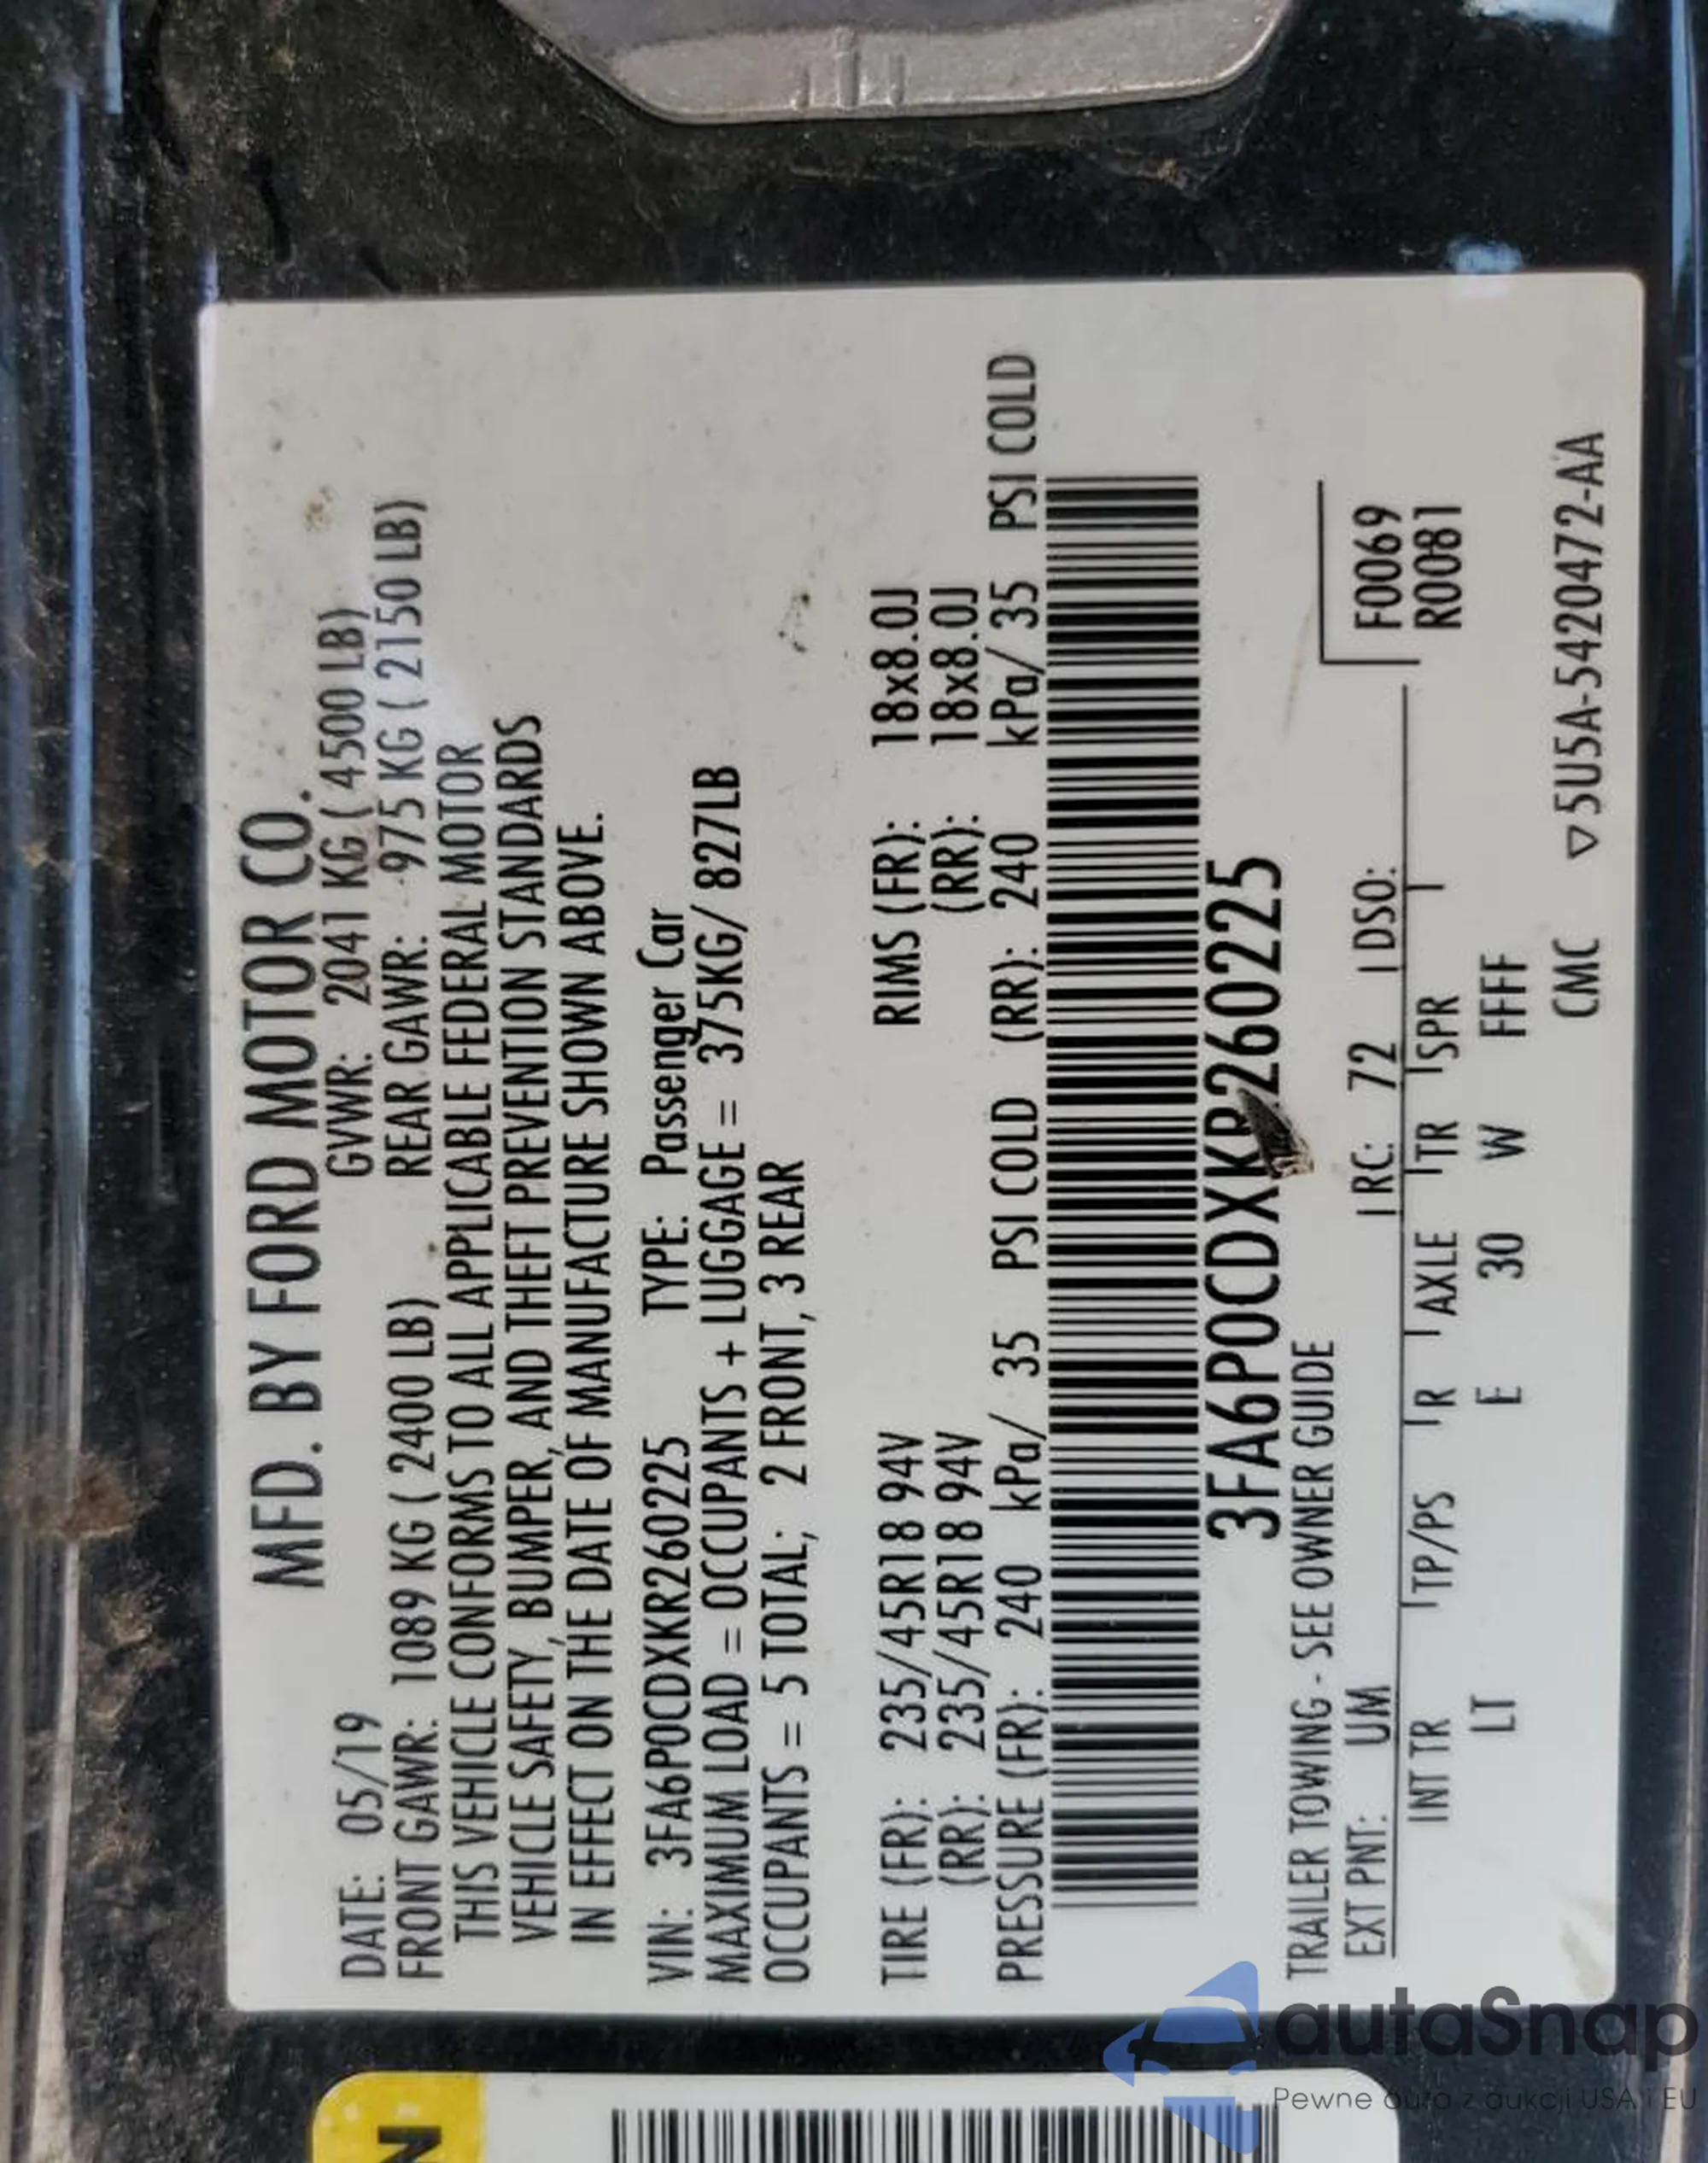 MFD. BY FORD MOTOR CO.
DATE: 05/19 GVWR: 2041 KG ( 4500 LB)
FRONT GAWR: 1089 KG ( 2400 LB) REAR GAWR: 975 KG ( 2150 LB)
THIS VEHICLE CONFORMS TO ALL APPLICABLE FEDERAL MOTOR
VEHICLE SAFETY, BUMPER, AND THEFT PREVENTION STANDARDS
IN EFFECT ON THE DATE OF MANUFACTURE SHOWN ABOVE.
VIN: 3FA6P0CDXKR260225 TYPE: Passenger Car
MAXIMUM LOAD = OCCUPANTS + LUGGAGE = 375KG/ 827LB
OCCUPANTS = 5 TOTAL; 2 FRONT, 3 REAR
TIRE (FR): 235/45R18 94V RIMS (FR): 18x8.0J
(RR): 235/45R18 94V (RR): 18x8.0J
PRESSURE (FR): 240 kPa/ 35 PSI COLD (RR): 240 kPa/ 35 PSI COLD
3FA6P0CDXKR260225
TRAILER TOWING - SEE OWNER GUIDE
EXT PNT: UM RC: 72 DSO: F0069
INT TR TP/PS R AXLE TR SPR R0081
LT E 30 W FFFF
CMC ▽5U5A-5420472-AA
N
autaSnap
Pewne auta z aukcji USA i EU